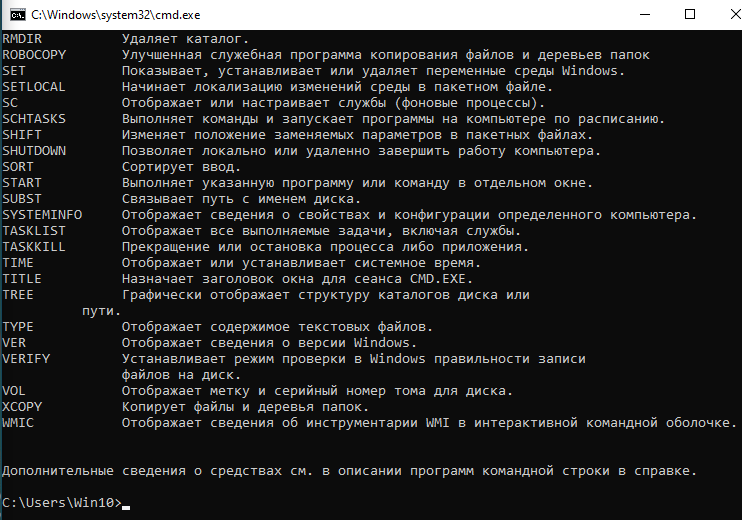 C:\Windows\system32\cmd.exe
RMDIR Удаляет каталог.
ROBOCOPY Улучшенная служебная программа копирования файлов и деревьев папок
SET Показывает, устанавливает или удаляет переменные среды Windows.
SETLOCAL Начинает локализацию изменений среды в пакетном файле.
SC Отображает или настраивает службы (фоновые процессы).
SCHTASKS Выполняет команды и запускает программы на компьютере по расписанию.
SHIFT Изменяет положение заменяемых параметров в пакетных файлах.
SHUTDOWN Позволяет локально или удаленно завершить работу компьютера.
SORT Сортирует ввод.
START Выполняет указанную программу или команду в отдельном окне.
SUBST Связывает путь с именем диска.
SYSTEMINFO Отображает сведения о свойствах и конфигурации определенного компьютера.
TASKLIST Отображает все выполняемые задачи, включая службы.
TASKKILL Прекращение или остановка процесса либо приложения.
TIME Отображает или устанавливает системное время.
TITLE Назначает заголовок окна для сеанса CMD.EXE.
TREE Графически отображает структуру каталогов диска или
пути.
TYPE Отображает содержимое текстовых файлов.
VER Отображает сведения о версии Windows.
VERIFY Устанавливает режим проверки в Windows правильности записи
файлов на диск.
VOL Отображает метку и серийный номер тома для диска.
XCOPY Копирует файлы и деревья папок.
WMIC Отображает сведения об инструментарии WMI в интерактивной командной оболочке.
Дополнительные сведения о средствах см. в описании программ командной строки в справке.
C:\Users\Win10>